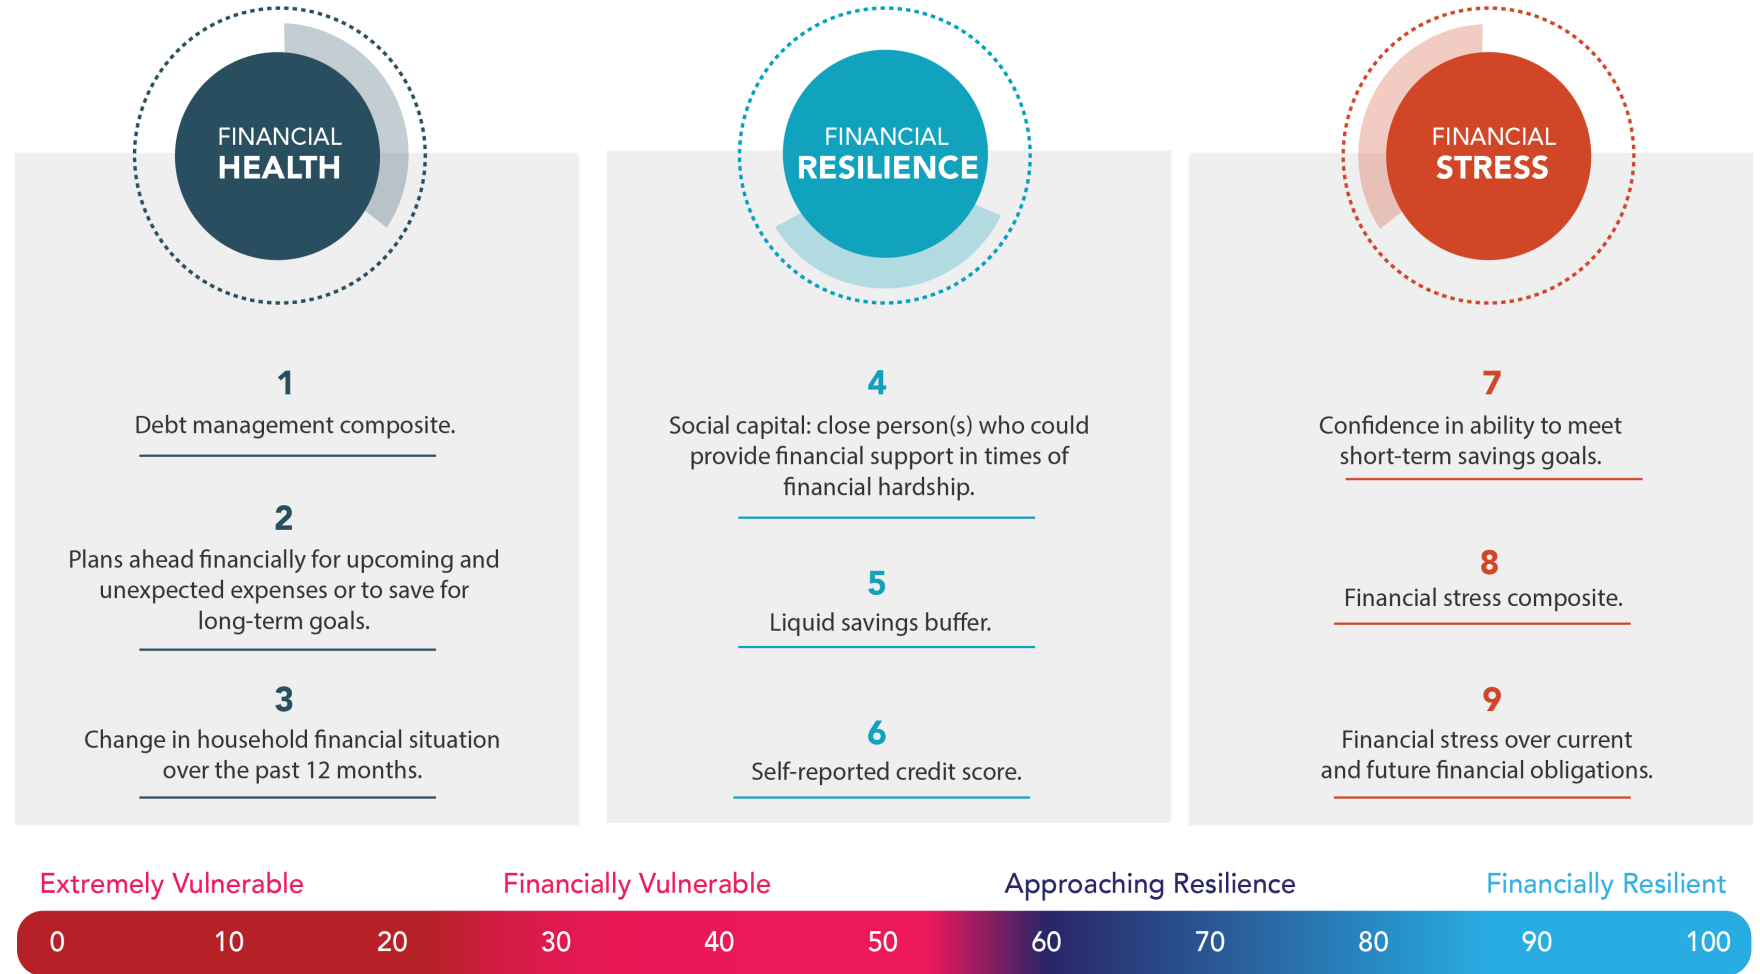 FINANCIAL
HEALTH
1
Debt management composite.
2
Plans ahead financially for upcoming and
unexpected expenses or to save for
long-term goals.
3
Change in household financial situation
over the past 12 months.
FINANCIAL
RESILIENCE
4
Social capital: close person(s) who could
provide financial support in times of
financial hardship.
5
Liquid savings buffer.
6
Self-reported credit score.
FINANCIAL
STRESS
7
Confidence in ability to meet
short-term savings goals.
8
Financial stress composite.
9
Financial stress over current
and future financial obligations.
Extremely Vulnerable Financially Vulnerable Approaching Resilience Financially Resilient
0 10 20 30 40 50 60 70 80 90 100